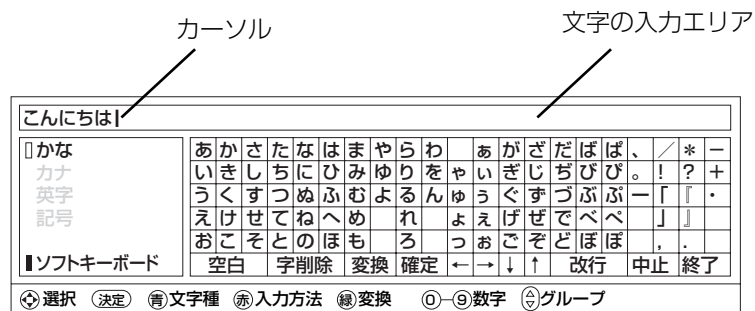 カーソル
文字の入力エリア
こんにちは
かな
カナ
英字
記号
ソフトキーボード
あ か さ た な は ま や ら わ ぁ が ざ だ ば ぱ 、 ／ * －
い き し ち に ひ み ゆ り を ゃ ぃ ぎ じ ぢ び ぴ 。 ! ? +
う く す つ ぬ ふ む よ る ん ゅ ぅ ぐ ず づ ぶ ぷ ー 「 『 ・
え け せ て ね へ め れ ょ ぇ げ ぜ で べ ぺ 」 』
お こ そ と の ほ も ろ っ ぉ ご ぞ ど ぼ ぽ , .
空白 字削除 変換 確定 ← → ↓ ↑ 改行 中止 終了
選択 決定 青文字種 赤入力方法 緑変換 0–9数字 グループ